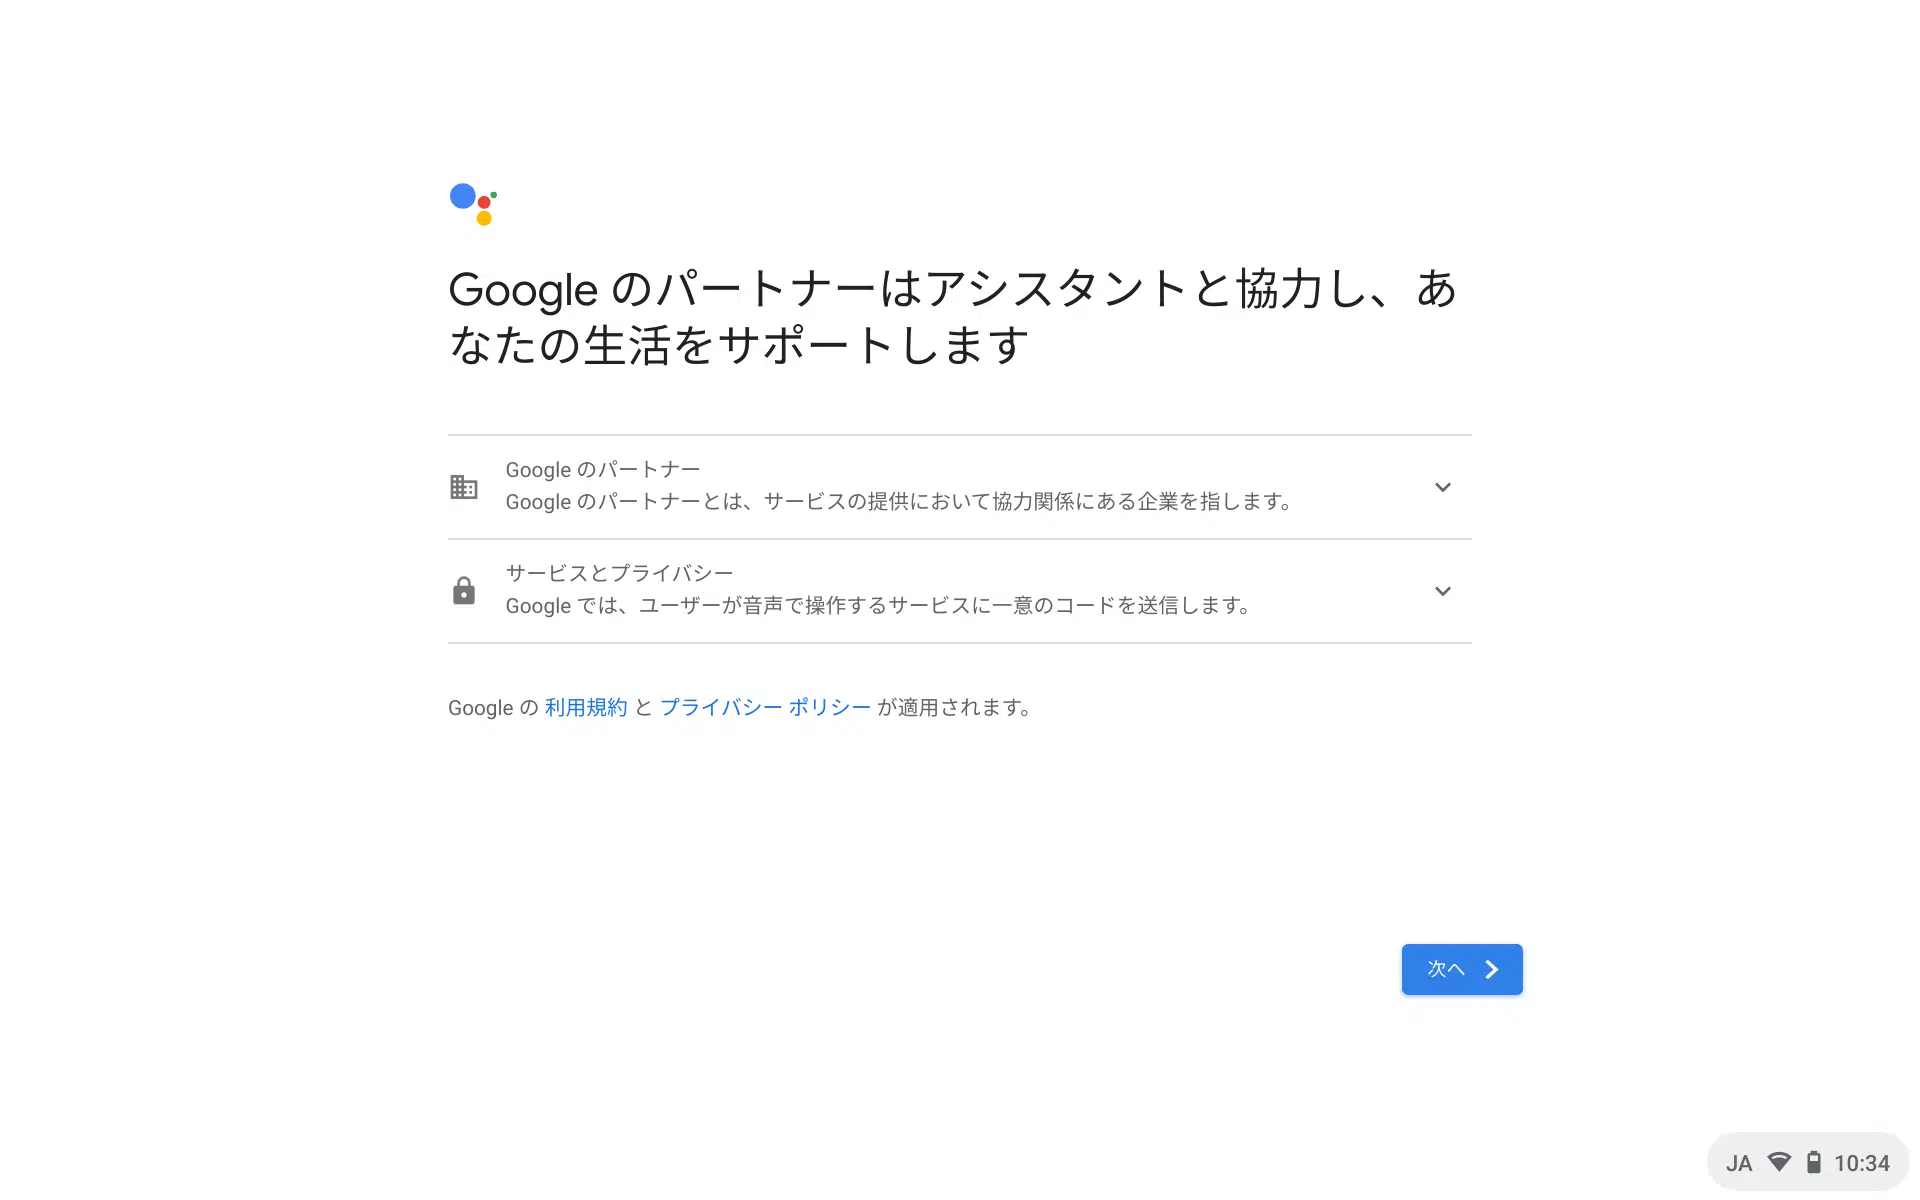 Google のパートナーはアシスタントと協力し、あ
なたの生活をサポートします
Google のパートナー
Google のパートナーとは、サービスの提供において協力関係にある企業を指します。
サービスとプライバシー
Google では、ユーザーが音声で操作するサービスに一意のコードを送信します。
Google の 利用規約 と プライバシー ポリシー が適用されます。
次へ
JA 10:34